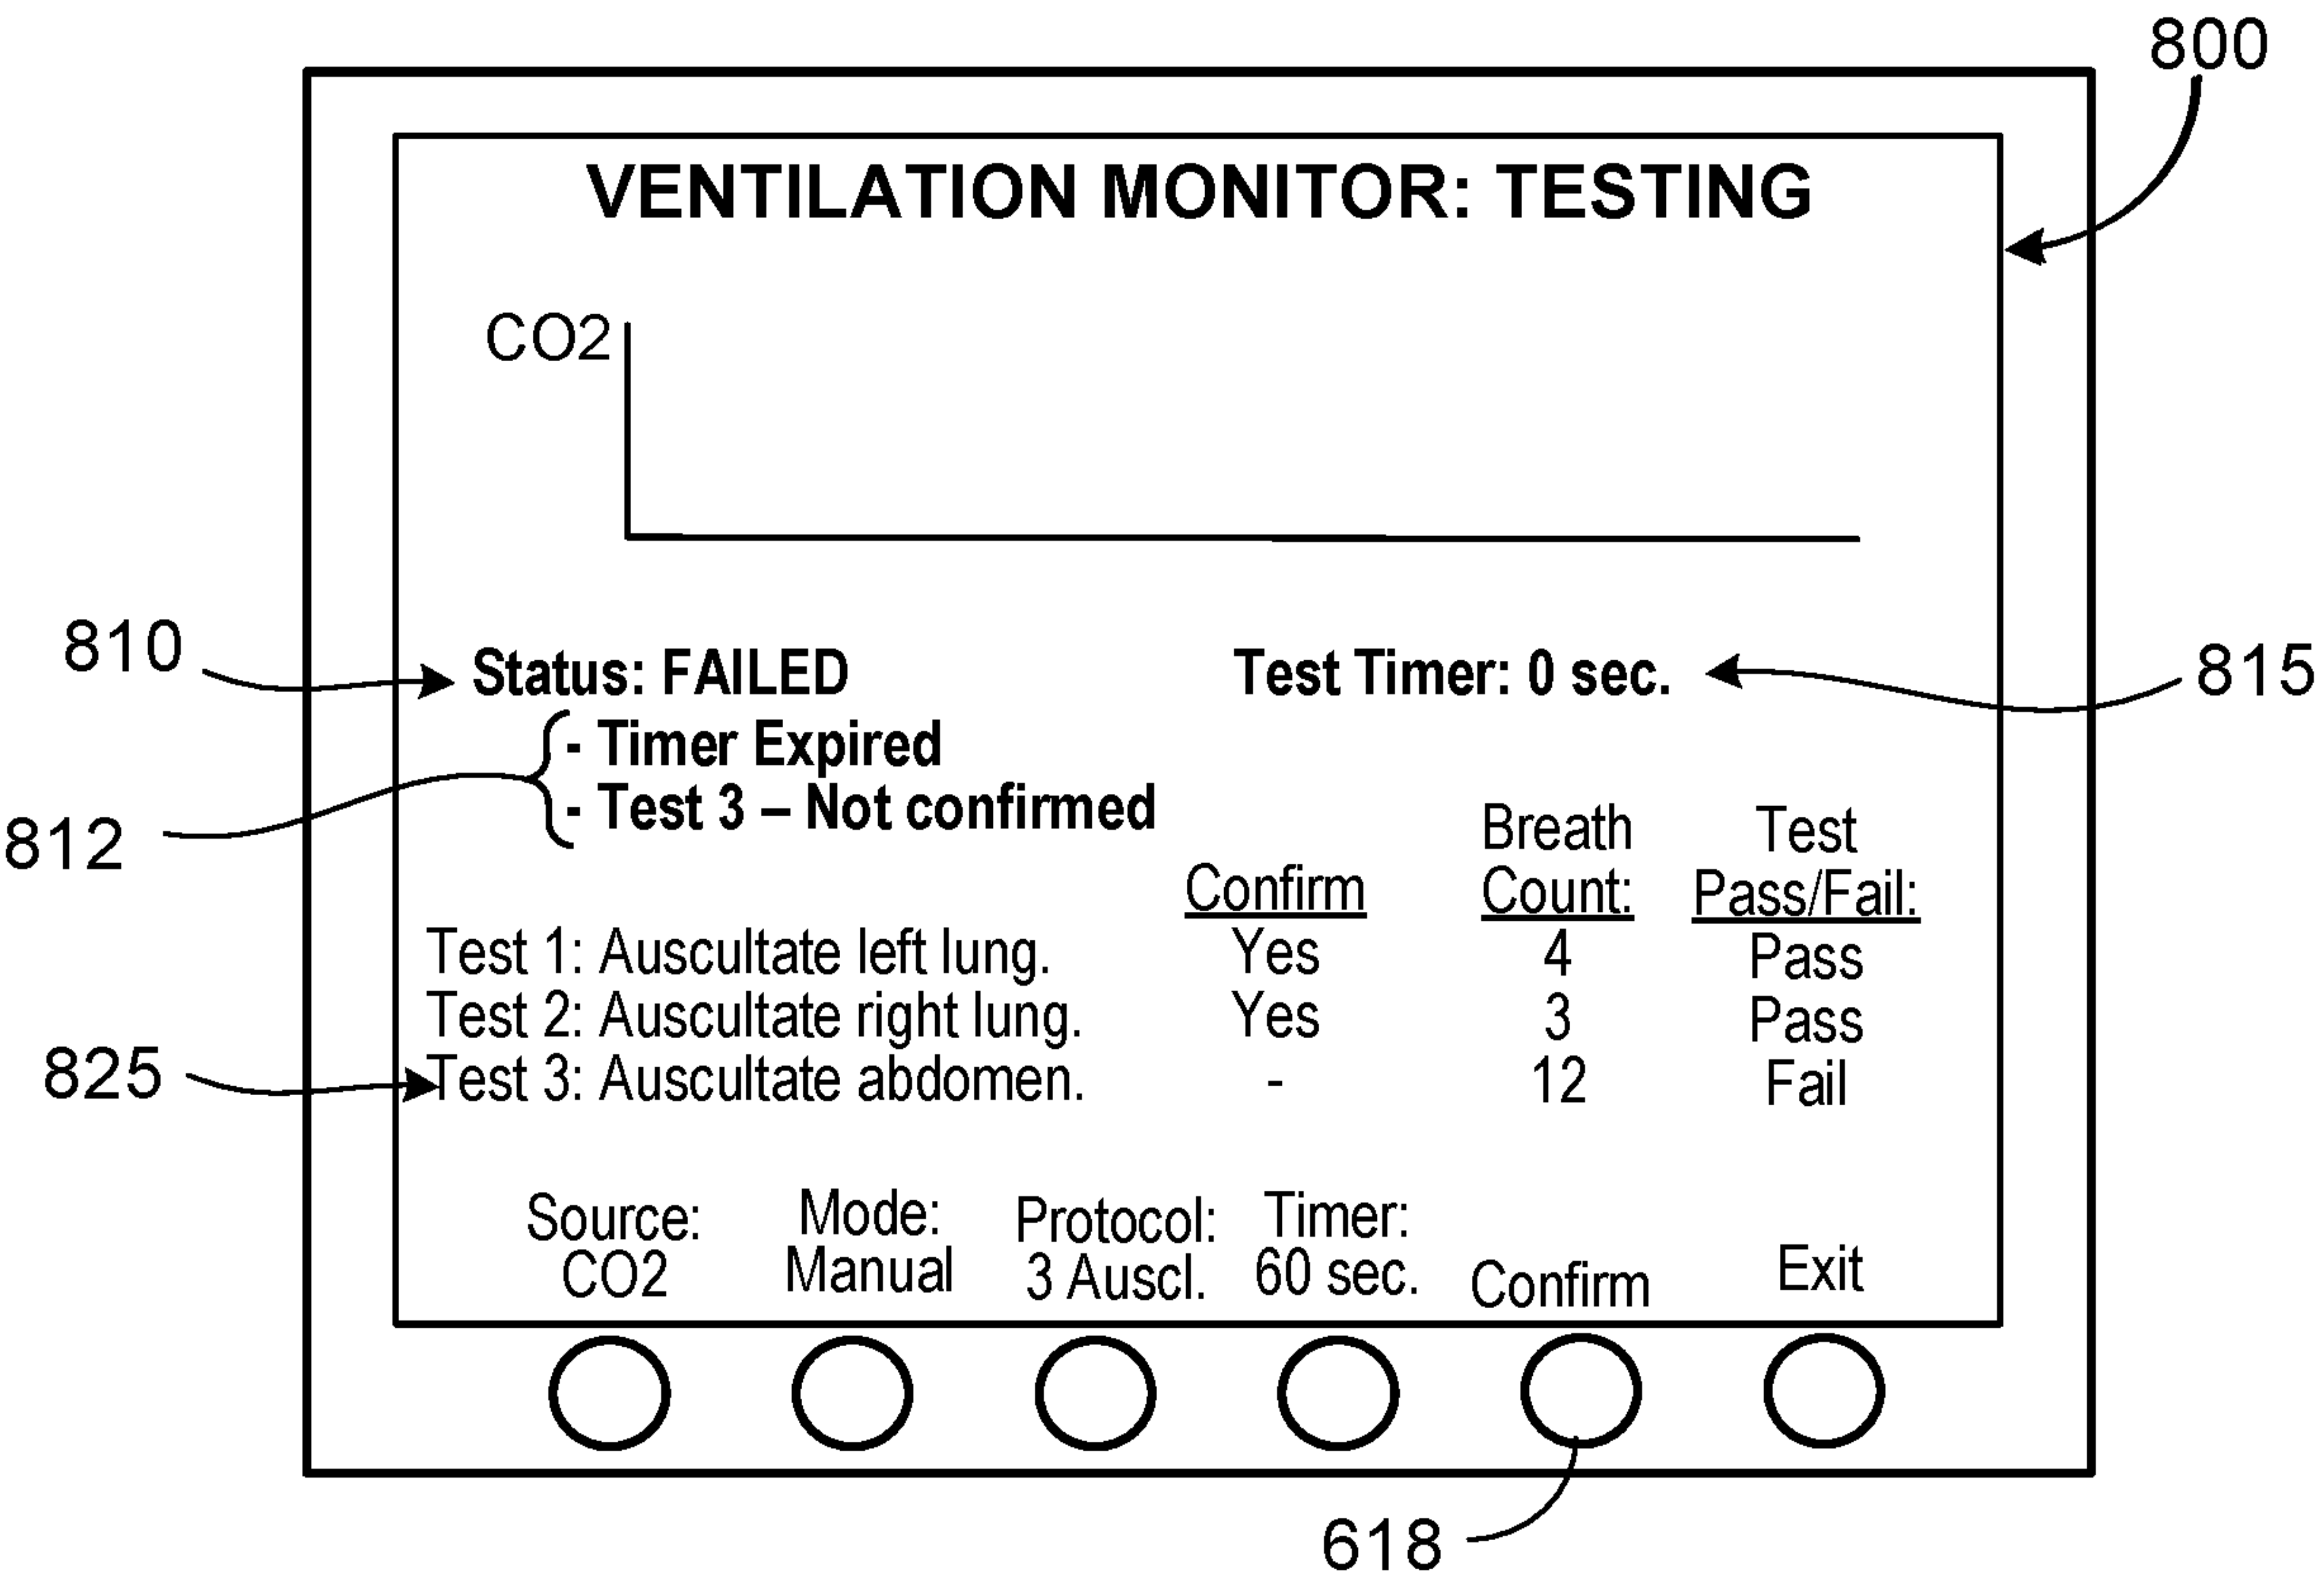 800
VENTILATION MONITOR: TESTING
CO2
810
Status: FAILED
Test Timer: 0 sec.
815
- Timer Expired
- Test 3 – Not confirmed
812
Confirm
Breath
Count:
Test
Pass/Fail:
Test 1: Auscultate left lung. Yes 4 Pass
Test 2: Auscultate right lung. Yes 3 Pass
825
Test 3: Auscultate abdomen. - 12 Fail
Source:
CO2
Mode:
Manual
Protocol:
3 Auscl.
Timer:
60 sec.
Confirm
Exit
618